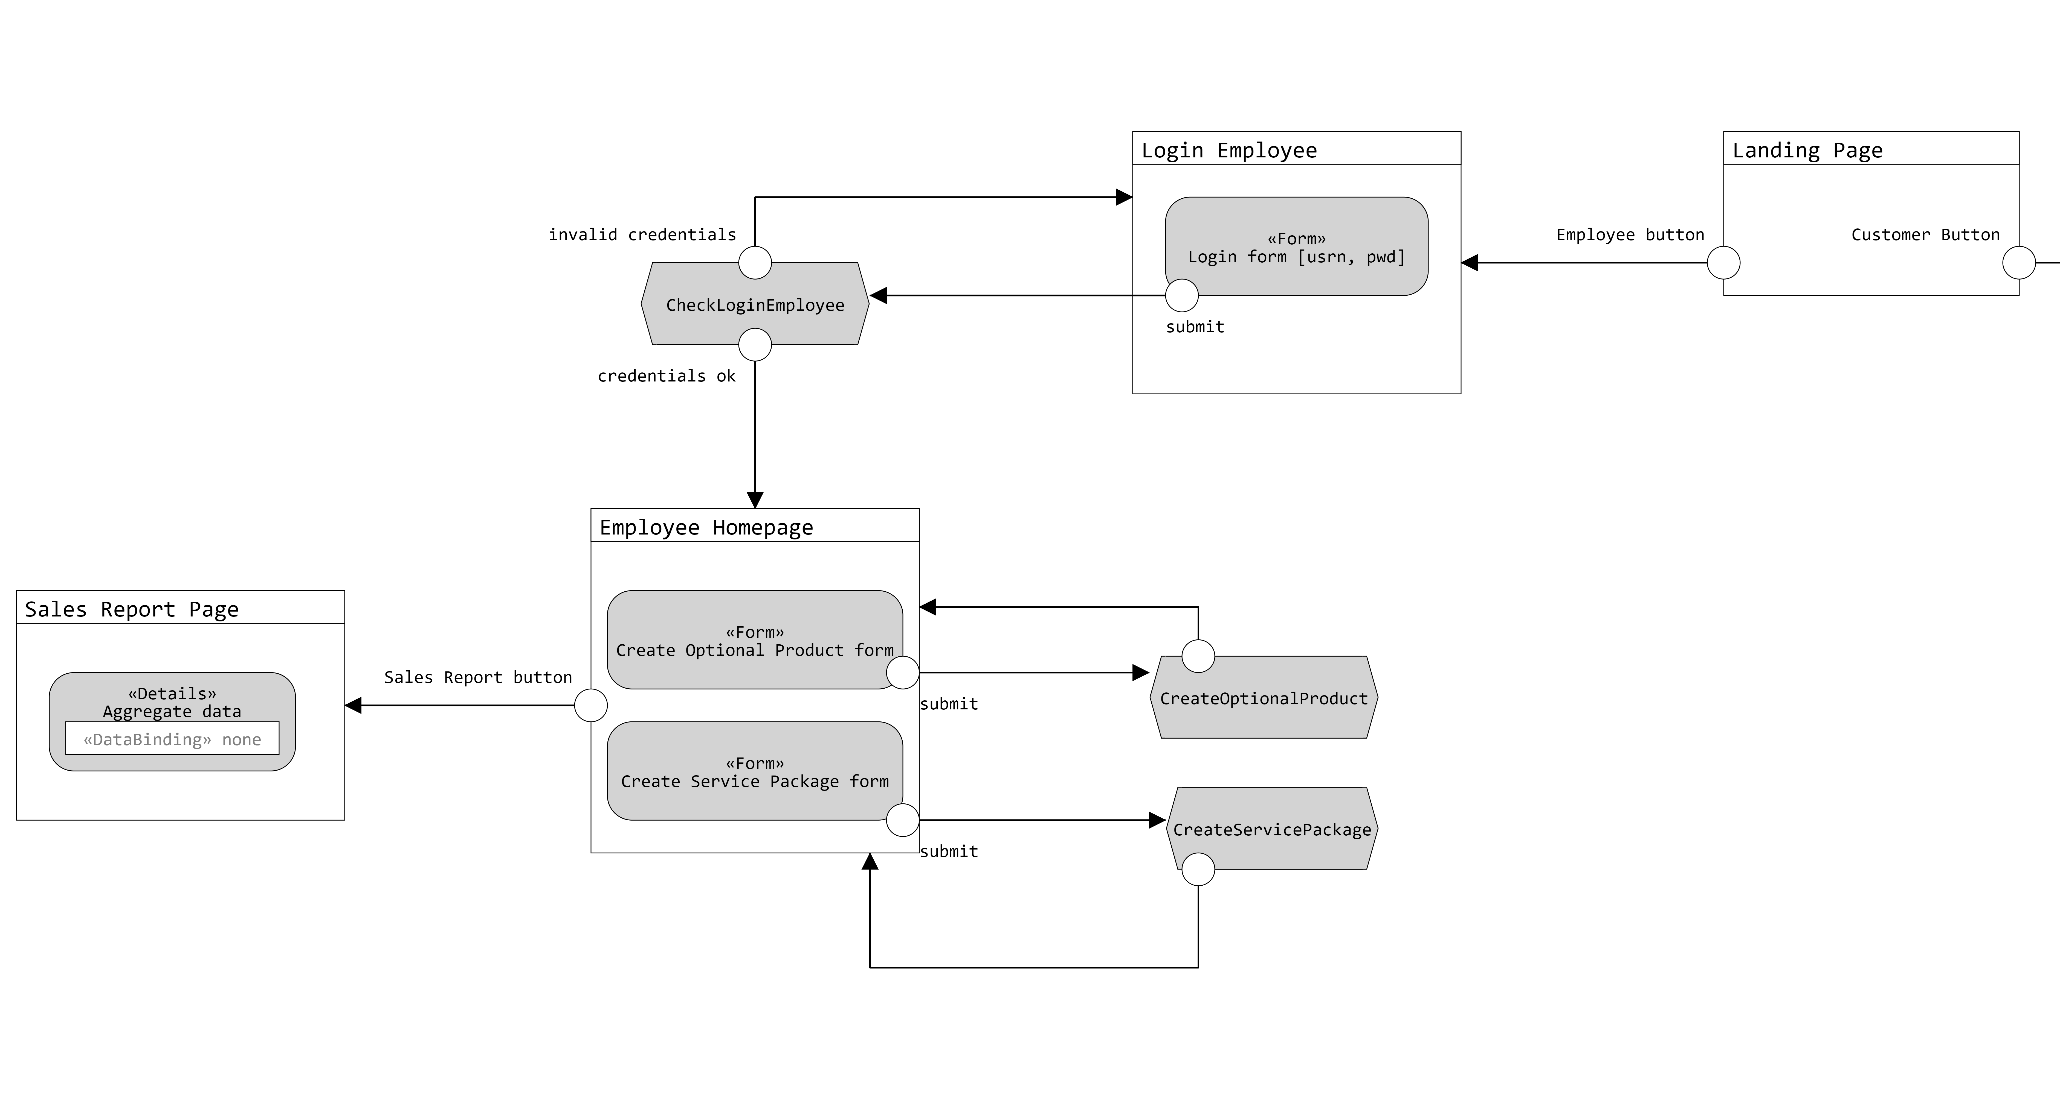 Login Employee
Landing Page
«Form»
Login form [usrn, pwd]
submit
Employee button
Customer Button
invalid credentials
CheckLoginEmployee
credentials ok
Employee Homepage
«Form»
Create Optional Product form
submit
«Form»
Create Service Package form
submit
CreateOptionalProduct
CreateServicePackage
Sales Report button
Sales Report Page
«Details»
Aggregate data
«DataBinding» none